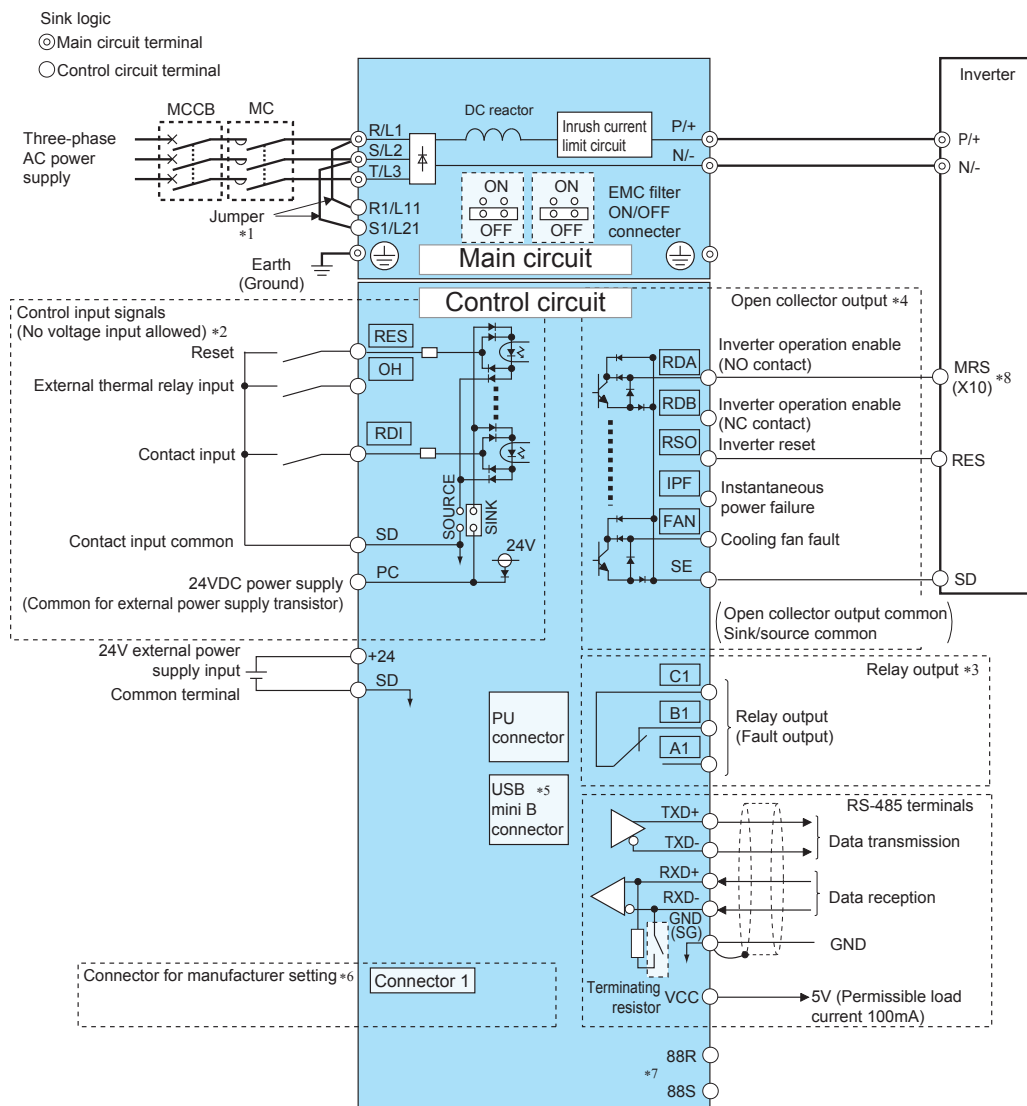 Sink logic
Main circuit terminal
Control circuit terminal
MCCB
MC
Three-phase
AC power
supply
R/L1
S/L2
T/L3
R1/L11
S1/L21
Jumper
*1
Earth
(Ground)
DC reactor
Inrush current
limit circuit
P/+
N/-
ON
OFF
ON
OFF
EMC filter
ON/OFF
connecter
Main circuit
Inverter
P/+
N/-
Control circuit
Control input signals
(No voltage input allowed) *2
Reset
External thermal relay input
Contact input
Contact input common
24VDC power supply
(Common for external power supply transistor)
RES
OH
RDI
SD
PC
SOURCE
SINK
24V
24V external power
supply input
Common terminal
+24
SD
Open collector output *4
RDA
Inverter operation enable
(NO contact)
RDB
Inverter operation enable
(NC contact)
RSO
Inverter reset
IPF
Instantaneous
power failure
FAN
Cooling fan fault
SE
(Open collector output common
Sink/source common)
MRS
(X10) *8
RES
SD
PU
connector
USB *5
mini B
connector
Relay output *3
C1
B1
A1
Relay output
(Fault output)
RS-485 terminals
TXD+
TXD-
Data transmission
RXD+
RXD-
Data reception
GND
(SG)
GND
Terminating
resistor
VCC
5V (Permissible load
current 100mA)
Connector for manufacturer setting *6
Connector 1
88R
*7
88S